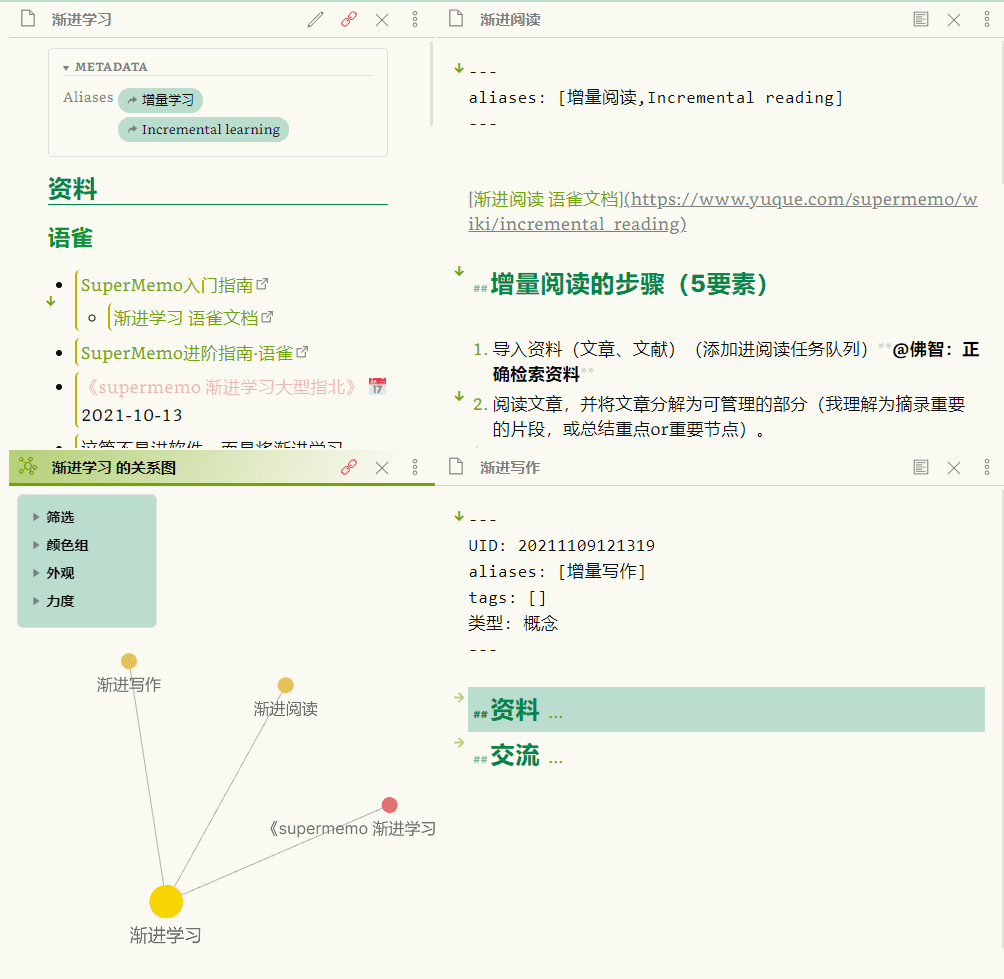 渐进学习
METADATA
Aliases
增量学习
Incremental learning
资料
语雀
SuperMemo入门指南
渐进学习 语雀文档
SuperMemo进阶指南·语雀
《supermemo 渐进学习大型指北》 17
2021-10-13
渐进阅读
---
aliases: [增量阅读,Incremental reading]
---
[渐进阅读 语雀文档](https://www.yuque.com/supermemo/w
iki/incremental_reading)
##增量阅读的步骤（5要素）
1. 导入资料（文章、文献）（添加进阅读任务队列）**@佛智：正
确检索资料**
2. 阅读文章，并将文章分解为可管理的部分（我理解为摘录重要
的片段，或总结重点or重要节点）。
渐进学习 的关系图
筛选
颜色组
外观
力度
渐进写作
渐进阅读
《supermemo 渐进学习
渐进学习
渐进写作
---
UID: 20211109121319
aliases: [增量写作]
tags: []
类型: 概念
---
##资料 ...
##交流 ...